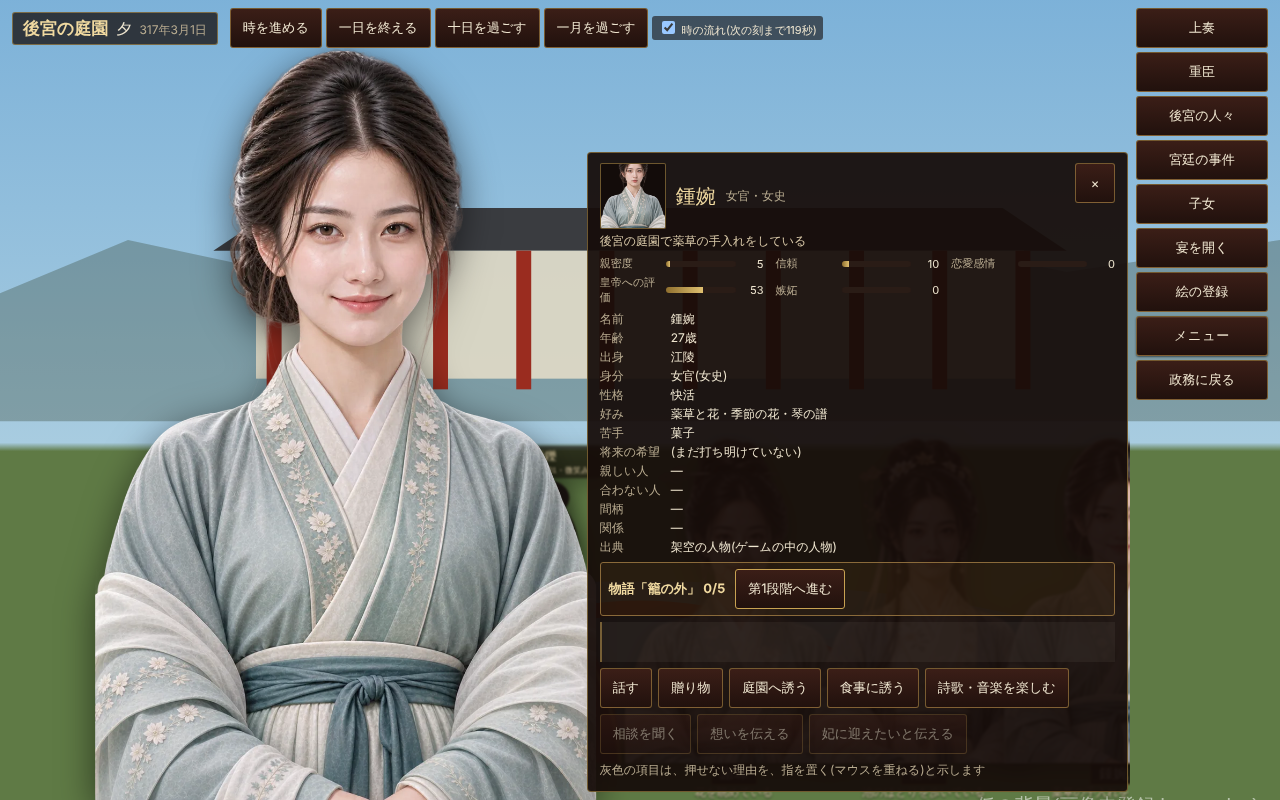 後宮の庭園 夕 317年3月1日 時を進める 一日を終える 十日を過ごす 一月を過ごす 時の流れ(次の刻まで119秒)
上奏
重臣
後宮の人々
宮廷の事件
子女
宴を開く
絵の登録
メニュー
政務に戻る
鍾婉 女官・女史 ×
後宮の庭園で薬草の手入れをしている
親密度 5 信頼 10 恋愛感情 0
皇帝への評価 53 嫉妬 0
名前 鍾婉
年齢 27歳
出身 江陵
身分 女官(女史)
性格 快活
好み 薬草と花・季節の花・琴の譜
苦手 菓子
将来の希望 (まだ打ち明けていない)
親しい人 —
合わない人 —
間柄 —
関係 —
出典 架空の人物(ゲームの中の人物)
物語「籠の外」 0/5 第1段階へ進む
話す 贈り物 庭園へ誘う 食事に誘う 詩歌・音楽を楽しむ
相談を聞く 想いを伝える 妃に迎えたいと伝える
灰色の項目は、押せない理由を、指を置く(マウスを重ねる)と示します